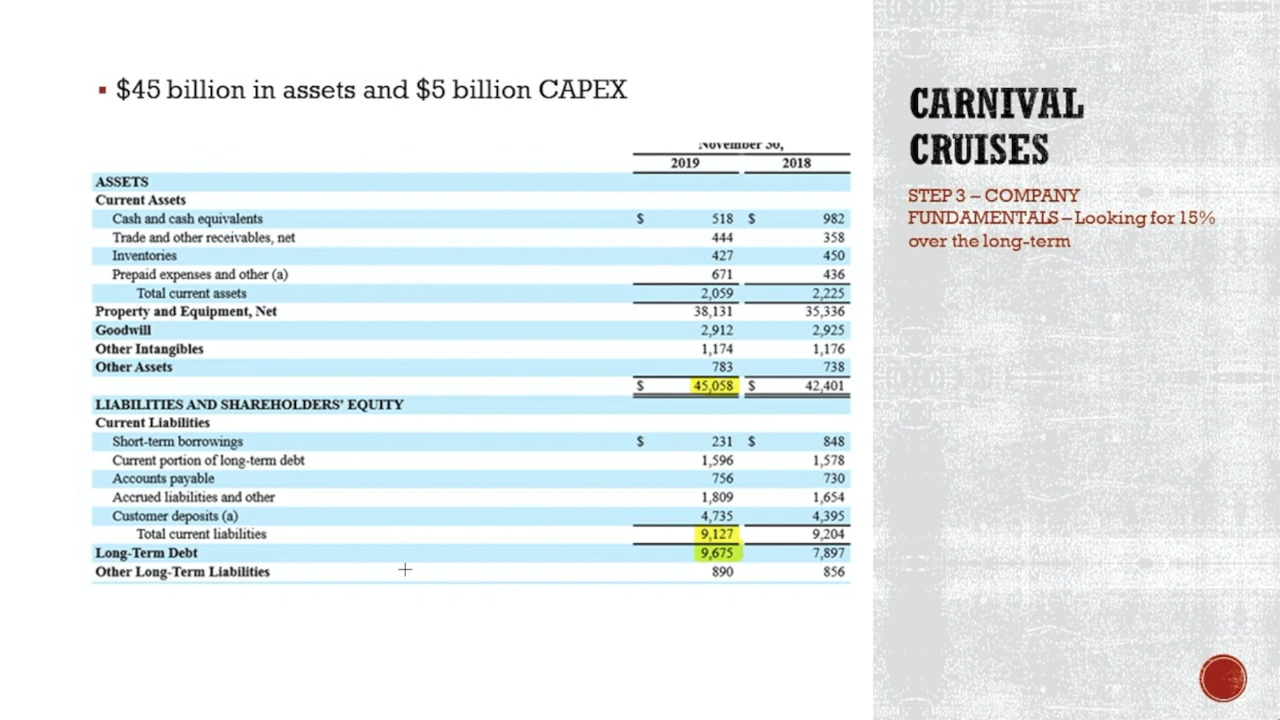 ▪ $45 billion in assets and $5 billion CAPEX
CARNIVAL
CRUISES
STEP 3 – COMPANY
FUNDAMENTALS – Looking for 15%
over the long-term
November 30,
2019 2018
ASSETS
Current Assets
Cash and cash equivalents $ 518 $ 982
Trade and other receivables, net 444 358
Inventories 427 450
Prepaid expenses and other (a) 671 436
Total current assets 2,059 2,225
Property and Equipment, Net 38,131 35,336
Goodwill 2,912 2,925
Other Intangibles 1,174 1,176
Other Assets 783 738
$ 45,058 $ 42,401
LIABILITIES AND SHAREHOLDERS' EQUITY
Current Liabilities
Short-term borrowings $ 231 $ 848
Current portion of long-term debt 1,596 1,578
Accounts payable 756 730
Accrued liabilities and other 1,809 1,654
Customer deposits (a) 4,735 4,395
Total current liabilities 9,127 9,204
Long-Term Debt 9,675 7,897
Other Long-Term Liabilities 890 856